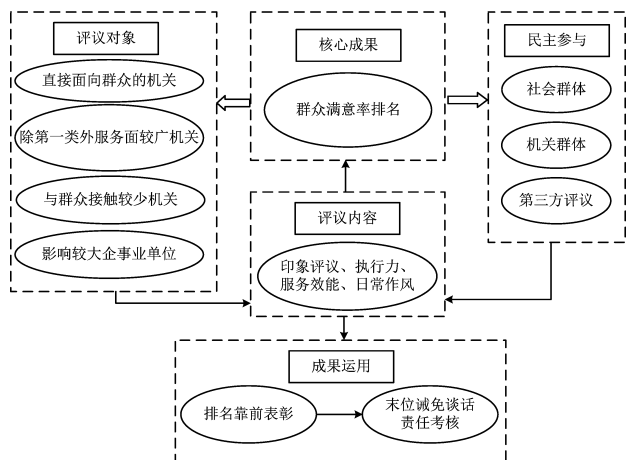 评议对象
直接面向群众的机关
除第一类外服务面较广机关
与群众接触较少机关
影响较大企事业单位
核心成果
群众满意率排名
民主参与
社会群体
机关群体
第三方评议
评议内容
印象评议、执行力、
服务效能、日常作风
成果运用
排名靠前表彰
末位诫免谈话
责任考核